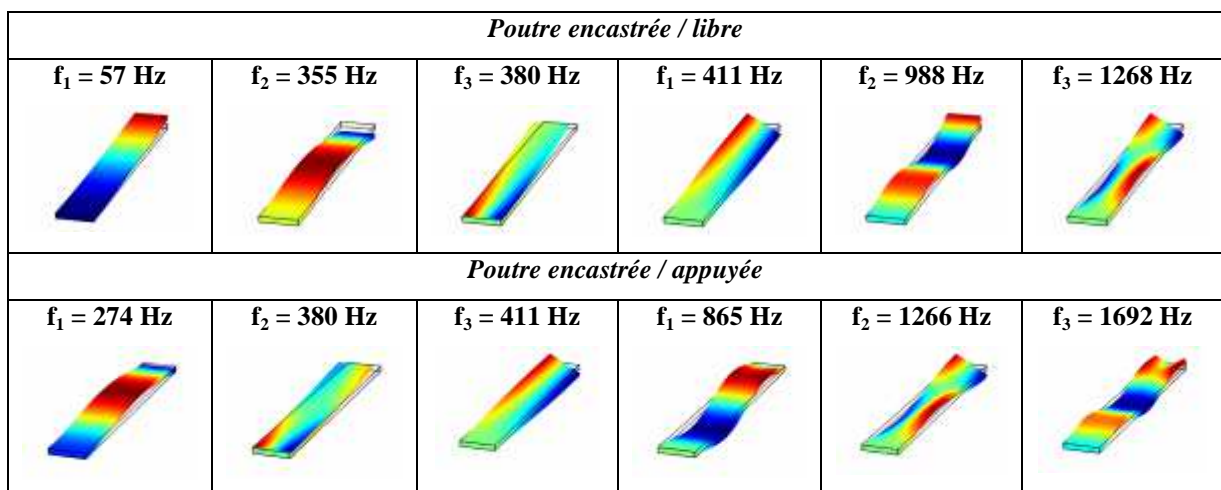 Poutre encastrée / libre
f₁ = 57 Hz f₂ = 355 Hz f₃ = 380 Hz f₁ = 411 Hz f₂ = 988 Hz f₃ = 1268 Hz
Poutre encastrée / appuyée
f₁ = 274 Hz f₂ = 380 Hz f₃ = 411 Hz f₁ = 865 Hz f₂ = 1266 Hz f₃ = 1692 Hz